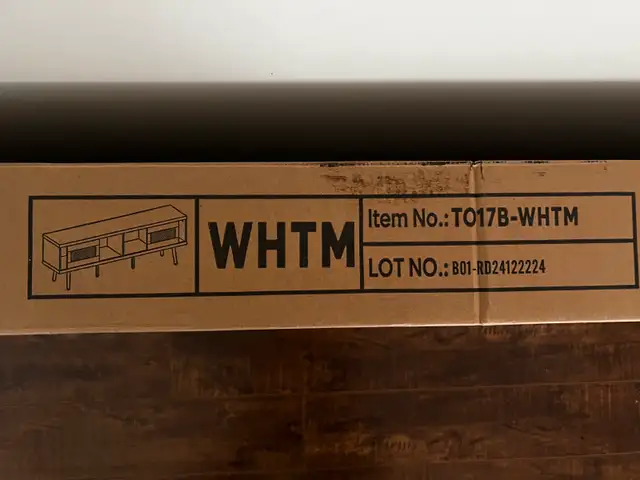 WHTM
Item No.: TO17B-WHTM
LOT NO.: B01-RD24122224